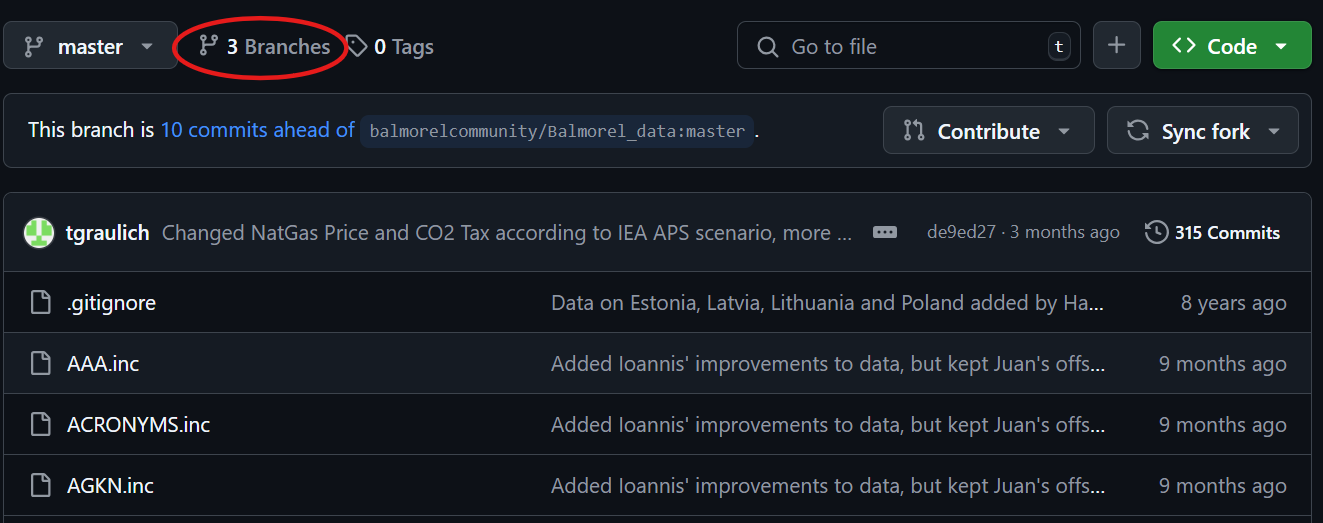 master 3 Branches 0 Tags Go to file t + Code
This branch is 10 commits ahead of balmorelcommunity/Balmorel_data:master . Contribute Sync fork
tgraulich Changed NatGas Price and CO2 Tax according to IEA APS scenario, more ... de9ed27 · 3 months ago 315 Commits
.gitignore Data on Estonia, Latvia, Lithuania and Poland added by Ha... 8 years ago
AAA.inc Added Ioannis' improvements to data, but kept Juan's offs... 9 months ago
ACRONYMS.inc Added Ioannis' improvements to data, but kept Juan's offs... 9 months ago
AGKN.inc Added Ioannis' improvements to data, but kept Juan's offs... 9 months ago